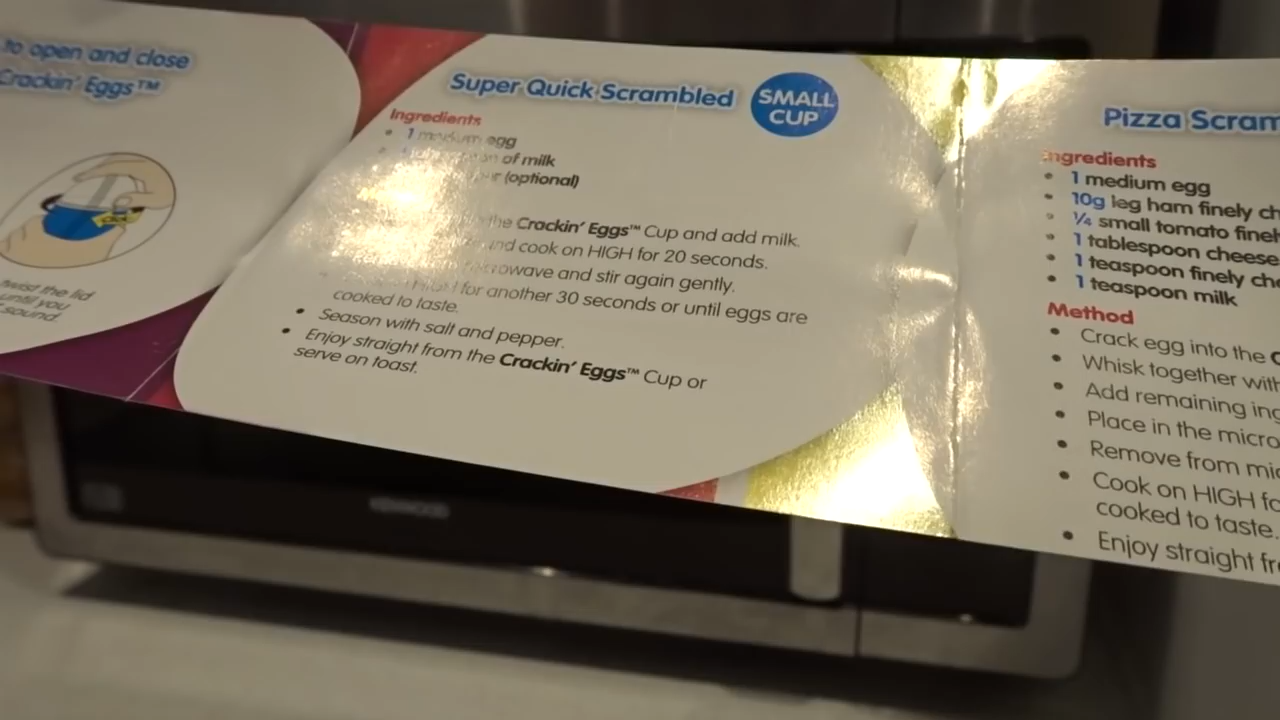 to open and close
Crackin' Eggs™
click
twist the lid
until you
sound.
Super Quick Scrambled
SMALL
CUP
Ingredients
1 medium egg
of milk
(optional)
the Crackin' Eggs™ Cup and add milk.
and cook on HIGH for 20 seconds.
microwave and stir again gently.
for another 30 seconds or until eggs are
cooked to taste.
Season with salt and pepper.
Enjoy straight from the Crackin' Eggs™ Cup or
serve on toast.
Pizza Scram
Ingredients
1 medium egg
10g leg ham finely ch
¼ small tomato finel
1 tablespoon cheese
1 teaspoon finely ch
1 teaspoon milk
Method
Crack egg into the C
Whisk together with
Add remaining ing
Place in the micro
Remove from mic
Cook on HIGH fo
cooked to taste.
Enjoy straight fr
KENWOOD